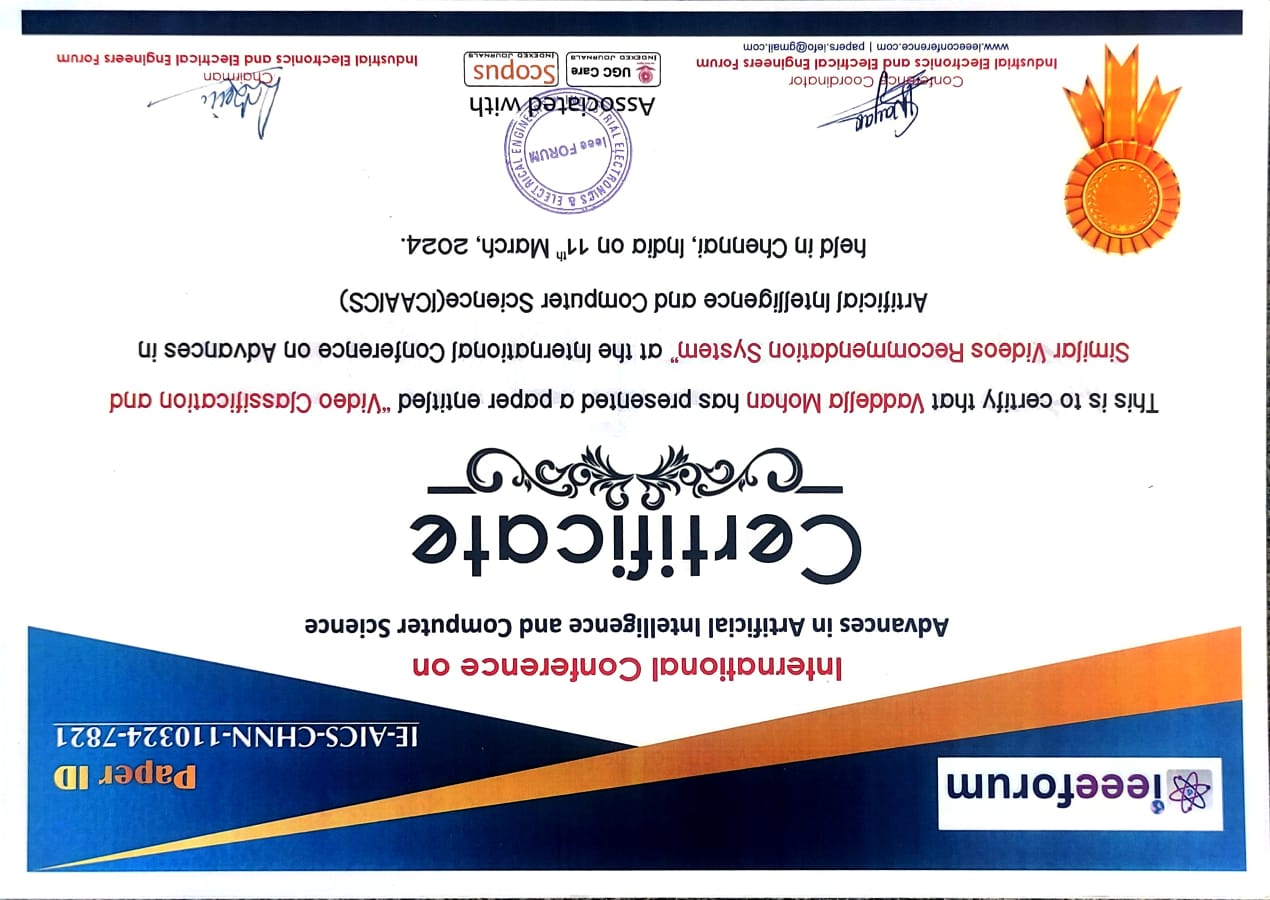 ieeeforum
Paper ID
IE-AICS-CHNN-110324-7821
International Conference on
Advances in Artificial Intelligence and Computer Science
Certificate
This is to certify that Vaddella Mohan has presented a paper entitled “Video Classification and
Similar Videos Recommendation System” at the International Conference on Advances in
Artificial Intelligence and Computer Science(ICAAICS)
held in Chennai, India on 11th March, 2024.
ELECTRONICS & ELECTRICAL
Ieee FORUM
Conference Coordinator
Industrial Electronics and Electrical Engineers Forum
www.ieeeconference.com | papers.iefo@gmail.com
Associated with
UGC Care
INDEXED JOURNALS
Scopus
INDEXED JOURNALS
Chairman
Industrial Electronics and Electrical Engineers Forum